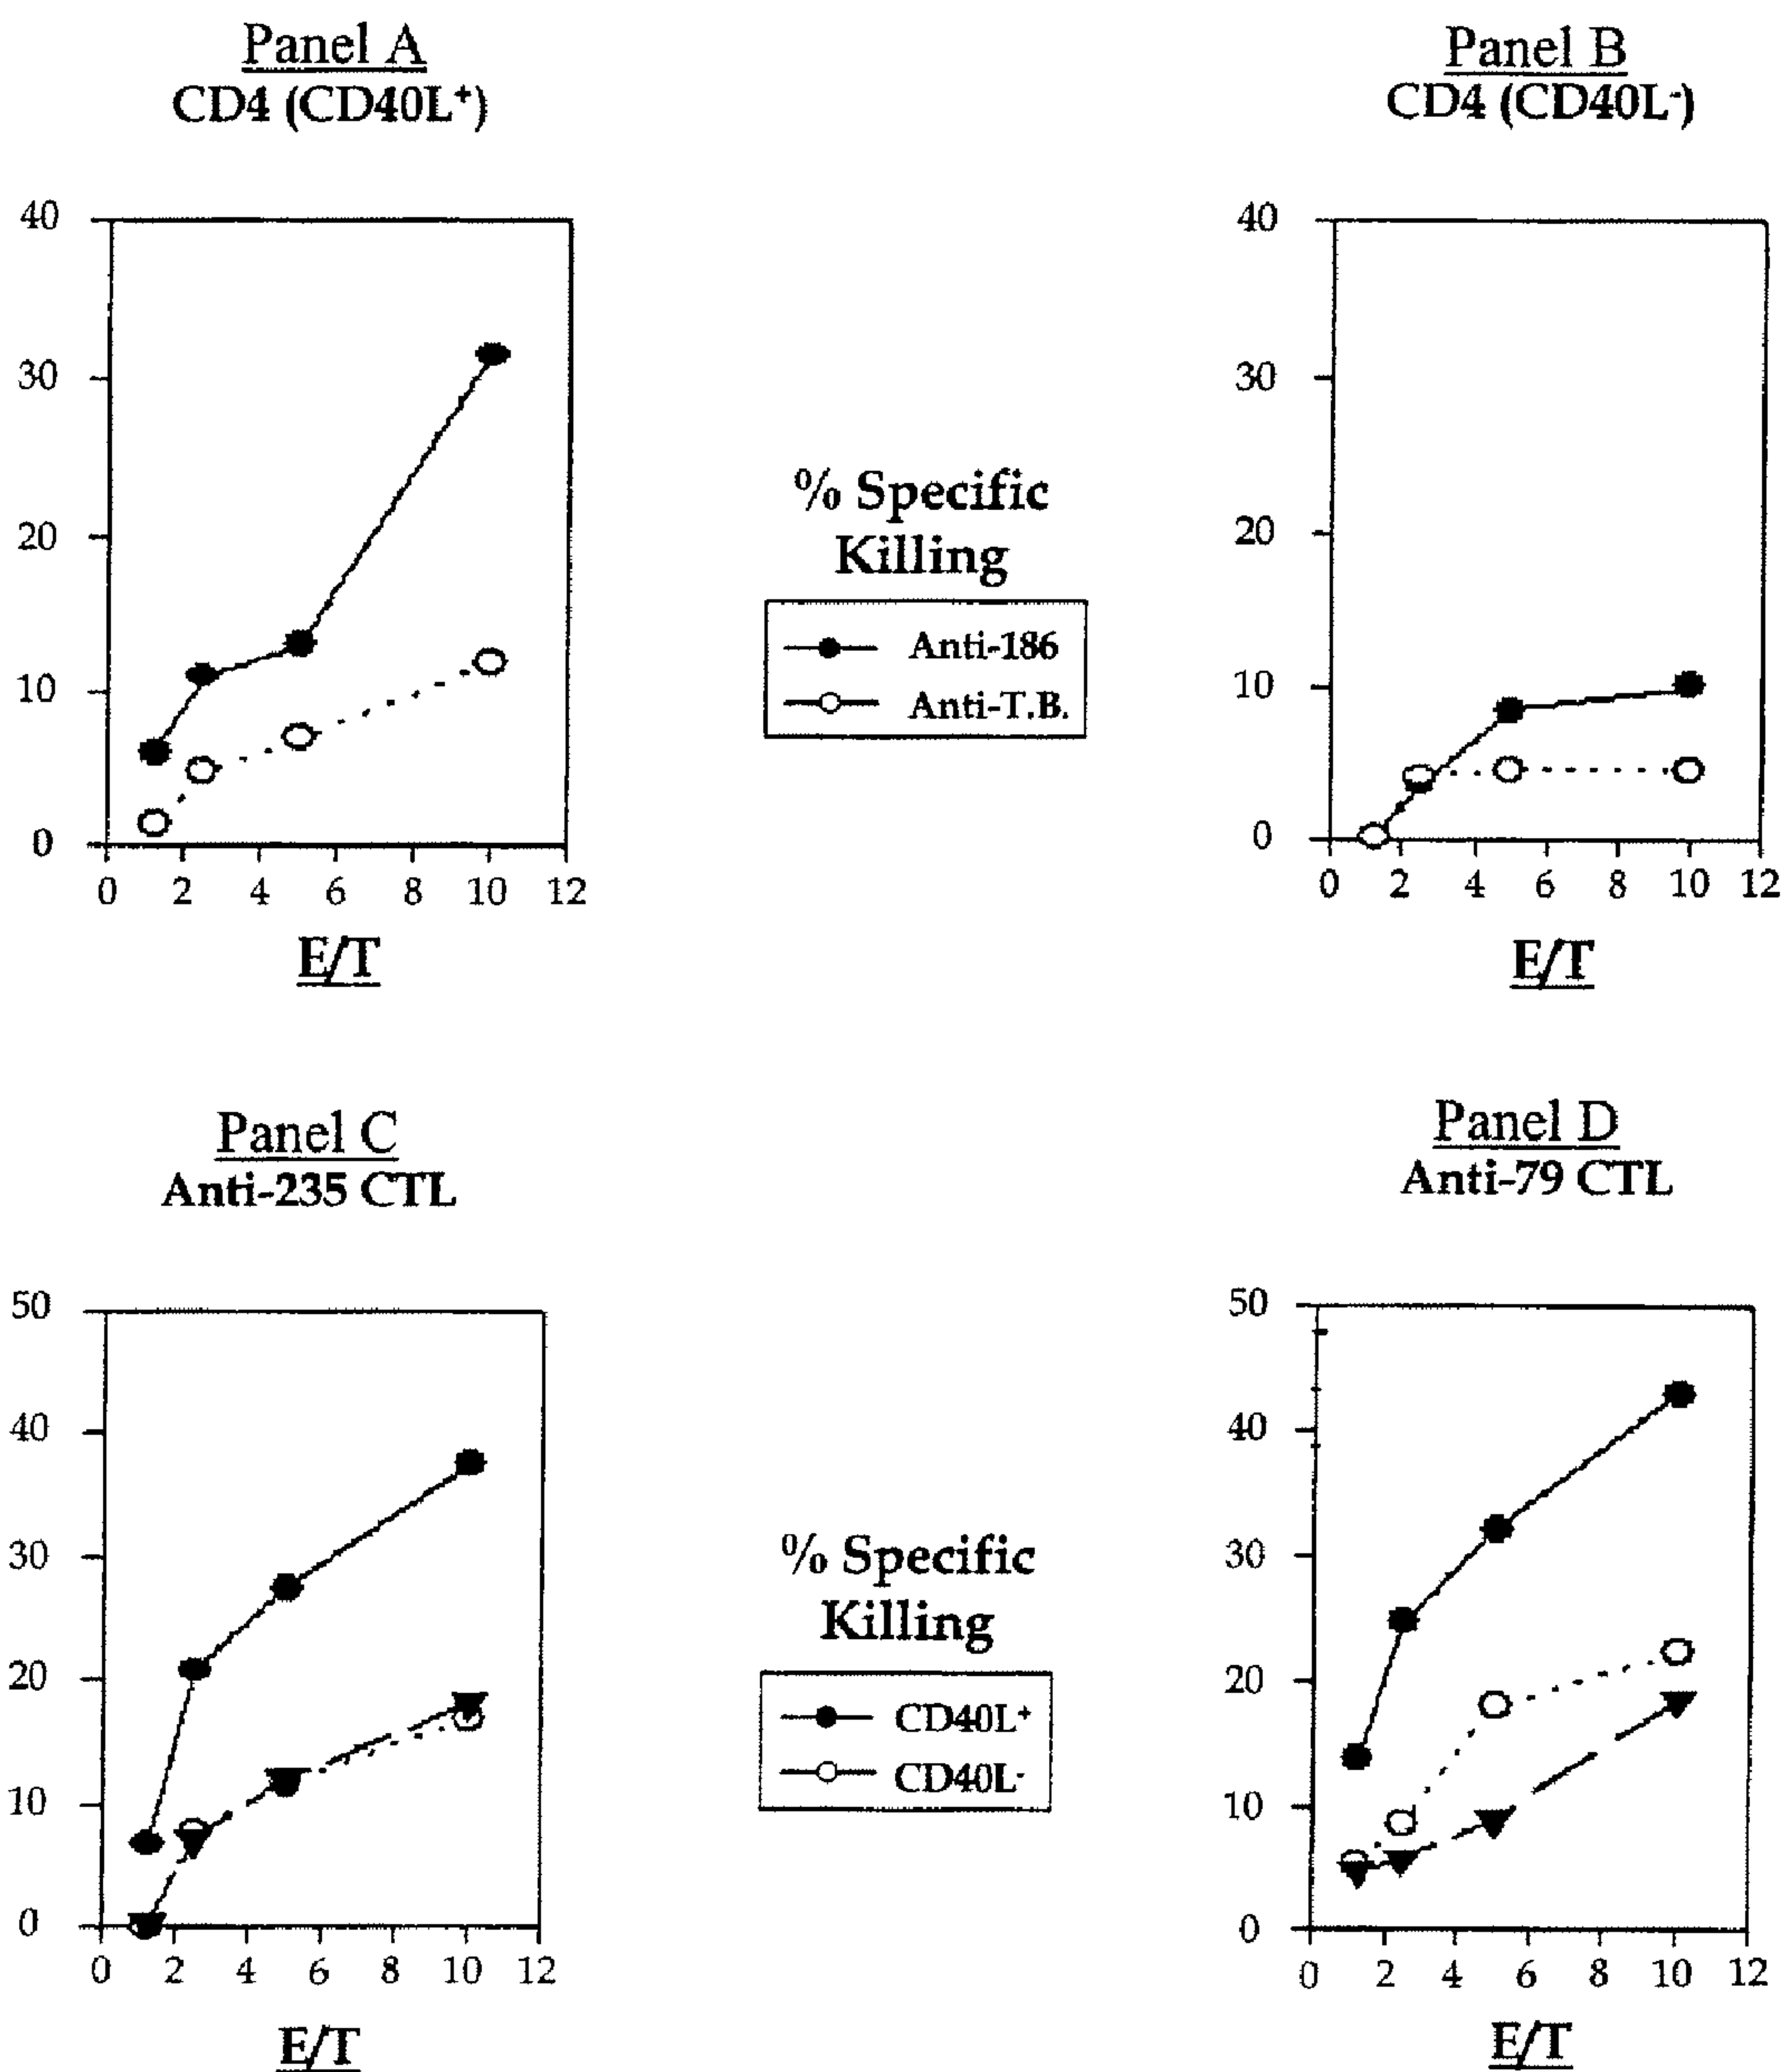 Panel A
CD4 (CD40L⁺)
Panel B
CD4 (CD40L⁻)
40
30
20
10
0
0 2 4 6 8 10 12
E/T
% Specific
Killing
Anti-186
Anti-T.B.
40
30
20
10
0
0 2 4 6 8 10 12
E/T
Panel C
Anti-235 CTL
Panel D
Anti-79 CTL
50
40
30
20
10
0
0 2 4 6 8 10 12
E/T
% Specific
Killing
CD40L⁺
CD40L⁻
50
40
30
20
10
0
0 2 4 6 8 10 12
E/T